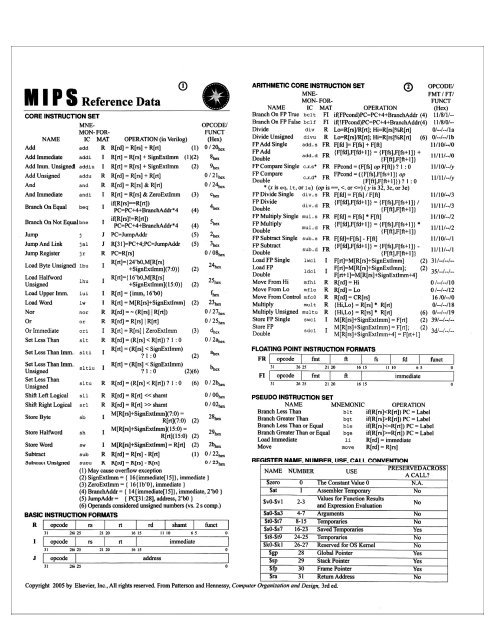 MIPS Reference Data
①
CORE INSTRUCTION SET
MNE-
MON- FOR-
OPCODE/
FUNCT
NAME IC MAT OPERATION (in Verilog) (Hex)
Add add R R[rd] = R[rs] + R[rt] (1) 0 / 20hex
Add Immediate addi I R[rt] = R[rs] + SignExtImm (1)(2) 8hex
Add Imm. Unsigned addiu I R[rt] = R[rs] + SignExtImm (2) 9hex
Add Unsigned addu R R[rd] = R[rs] + R[rt] 0 / 21hex
And and R R[rd] = R[rs] & R[rt] 0 / 24hex
And Immediate andi I R[rt] = R[rs] & ZeroExtImm (3) chex
Branch On Equal beq I if(R[rs]==R[rt])
PC=PC+4+BranchAddr (4) 4hex
Branch On Not Equal bne I if(R[rs]!=R[rt])
PC=PC+4+BranchAddr (4) 5hex
Jump j J PC=JumpAddr (5) 2hex
Jump And Link jal J R[31]=PC+4;PC=JumpAddr (5) 3hex
Jump Register jr R PC=R[rs] 0 / 08hex
Load Byte Unsigned lbu I R[rt]={24'b0,M[R[rs]
+SignExtImm](7:0)} (2) 24hex
Load Halfword
Unsigned lhu I R[rt]={16'b0,M[R[rs]
+SignExtImm](15:0)} (2) 25hex
Load Upper Imm. lui I R[rt] = {imm, 16'b0} fhex
Load Word lw I R[rt] = M[R[rs]+SignExtImm] (2) 23hex
Nor nor R R[rd] = ~ (R[rs] | R[rt]) 0 / 27hex
Or or R R[rd] = R[rs] | R[rt] 0 / 25hex
Or Immediate ori I R[rt] = R[rs] | ZeroExtImm (3) dhex
Set Less Than slt R R[rd] = (R[rs] < R[rt]) ? 1 : 0 0 / 2ahex
Set Less Than Imm. slti I R[rt] = (R[rs] < SignExtImm)
? 1 : 0 (2) ahex
Set Less Than Imm.
Unsigned sltiu I R[rt] = (R[rs] < SignExtImm)
? 1 : 0 (2)(6) bhex
Set Less Than
Unsigned sltu R R[rd] = (R[rs] < R[rt]) ? 1 : 0 (6) 0 / 2bhex
Shift Left Logical sll R R[rd] = R[rs] << shamt 0 / 00hex
Shift Right Logical srl R R[rd] = R[rt] >> shamt 0 / 02hex
Store Byte sb I M[R[rs]+SignExtImm](7:0) =
R[rt](7:0) (2) 28hex
Store Halfword sh I M[R[rs]+SignExtImm](15:0) =
R[rt](15:0) (2) 29hex
Store Word sw I M[R[rs]+SignExtImm] = R[rt] (2) 2bhex
Subtract sub R R[rd] = R[rs] - R[rt] (1) 0 / 22hex
Subtract Unsigned subu R R[rd] = R[rs] - R[rt] 0 / 23hex
(1) May cause overflow exception
(2) SignExtImm = { 16{immediate[15]}, immediate }
(3) ZeroExtImm = { 16{1b'0}, immediate }
(4) BranchAddr = { 14{immediate[15]}, immediate, 2'b0 }
(5) JumpAddr = { PC[31:28], address, 2'b0 }
(6) Operands considered unsigned numbers (vs. 2 s comp.)
BASIC INSTRUCTION FORMATS
R opcode rs rt rd shamt funct
31 26 25 21 20 16 15 11 10 6 5 0
I opcode rs rt immediate
31 26 25 21 20 16 15 0
J opcode address
31 26 25 0
ARITHMETIC CORE INSTRUCTION SET ②
OPCODE/
MNE-
MON- FOR-
FMT / FT/
FUNCT
NAME IC MAT OPERATION (Hex)
Branch On FP True bc1t FI if(FPcond)PC=PC+4+BranchAddr (4) 11/8/1/--
Branch On FP False bc1f FI if(!FPcond)PC=PC+4+BranchAddr(4) 11/8/0/--
Divide div R Lo=R[rs]/R[rt]; Hi=R[rs]%R[rt] 0/--/--/1a
Divide Unsigned divu R Lo=R[rs]/R[rt]; Hi=R[rs]%R[rt] (6) 0/--/--/1b
FP Add Single add.s FR F[fd] = F[fs] + F[ft] 11/10/--/0
FP Add
Double add.d FR {F[fd],F[fd+1]} = {F[fs],F[fs+1]} +
{F[ft],F[ft+1]} 11/11/--/0
FP Compare Single c.x.s* FR FPcond = (F[fs] op F[ft]) ? 1 : 0 11/10/--/y
FP Compare
Double c.x.d* FR FPcond = ({F[fs],F[fs+1]} op
{F[ft],F[ft+1]}) ? 1 : 0 11/11/--/y
* (x is eq, lt, or le) (op is ==, <, or <=) ( y is 32, 3c, or 3e)
FP Divide Single div.s FR F[fd] = F[fs] / F[ft] 11/10/--/3
FP Divide
Double div.d FR {F[fd],F[fd+1]} = {F[fs],F[fs+1]} /
{F[ft],F[ft+1]} 11/11/--/3
FP Multiply Single mul.s FR F[fd] = F[fs] * F[ft] 11/10/--/2
FP Multiply
Double mul.d FR {F[fd],F[fd+1]} = {F[fs],F[fs+1]} *
{F[ft],F[ft+1]} 11/11/--/2
FP Subtract Single sub.s FR F[fd]=F[fs] - F[ft] 11/10/--/1
FP Subtract
Double sub.d FR {F[fd],F[fd+1]} = {F[fs],F[fs+1]} -
{F[ft],F[ft+1]} 11/11/--/1
Load FP Single lwc1 I F[rt]=M[R[rs]+SignExtImm] (2) 31/--/--/--
Load FP
Double ldc1 I F[rt]=M[R[rs]+SignExtImm]; (2)
F[rt+1]=M[R[rs]+SignExtImm+4] 35/--/--/--
Move From Hi mfhi R R[rd] = Hi 0 /--/--/10
Move From Lo mflo R R[rd] = Lo 0 /--/--/12
Move From Control mfc0 R R[rd] = CR[rs] 16 /0/--/0
Multiply mult R {Hi,Lo} = R[rs] * R[rt] 0/--/--/18
Multiply Unsigned multu R {Hi,Lo} = R[rs] * R[rt] (6) 0/--/--/19
Store FP Single swc1 I M[R[rs]+SignExtImm] = F[rt] (2) 39/--/--/--
Store FP
Double sdc1 I M[R[rs]+SignExtImm] = F[rt]; (2)
M[R[rs]+SignExtImm+4] = F[rt+1] 3d/--/--/--
FLOATING POINT INSTRUCTION FORMATS
FR opcode fmt ft fs fd funct
31 26 25 21 20 16 15 11 10 6 5 0
FI opcode fmt ft immediate
31 26 25 21 20 16 15 0
PSEUDO INSTRUCTION SET
NAME MNEMONIC OPERATION
Branch Less Than blt if(R[rs]<R[rt]) PC = Label
Branch Greater Than bgt if(R[rs]>R[rt]) PC = Label
Branch Less Than or Equal ble if(R[rs]<=R[rt]) PC = Label
Branch Greater Than or Equal bge if(R[rs]>=R[rt]) PC = Label
Load Immediate li R[rd] = immediate
Move move R[rd] = R[rs]
REGISTER NAME, NUMBER, USE, CALL CONVENTION
NAME NUMBER USE PRESERVED ACROSS
A CALL?
$zero 0 The Constant Value 0 N.A.
$at 1 Assembler Temporary No
$v0-$v1 2-3 Values for Function Results
and Expression Evaluation No
$a0-$a3 4-7 Arguments No
$t0-$t7 8-15 Temporaries No
$s0-$s7 16-23 Saved Temporaries Yes
$t8-$t9 24-25 Temporaries No
$k0-$k1 26-27 Reserved for OS Kernel No
$gp 28 Global Pointer Yes
$sp 29 Stack Pointer Yes
$fp 30 Frame Pointer Yes
$ra 31 Return Address No
Copyright 2005 by Elsevier, Inc., All rights reserved. From Patterson and Hennessy, Computer Organization and Design, 3rd ed.